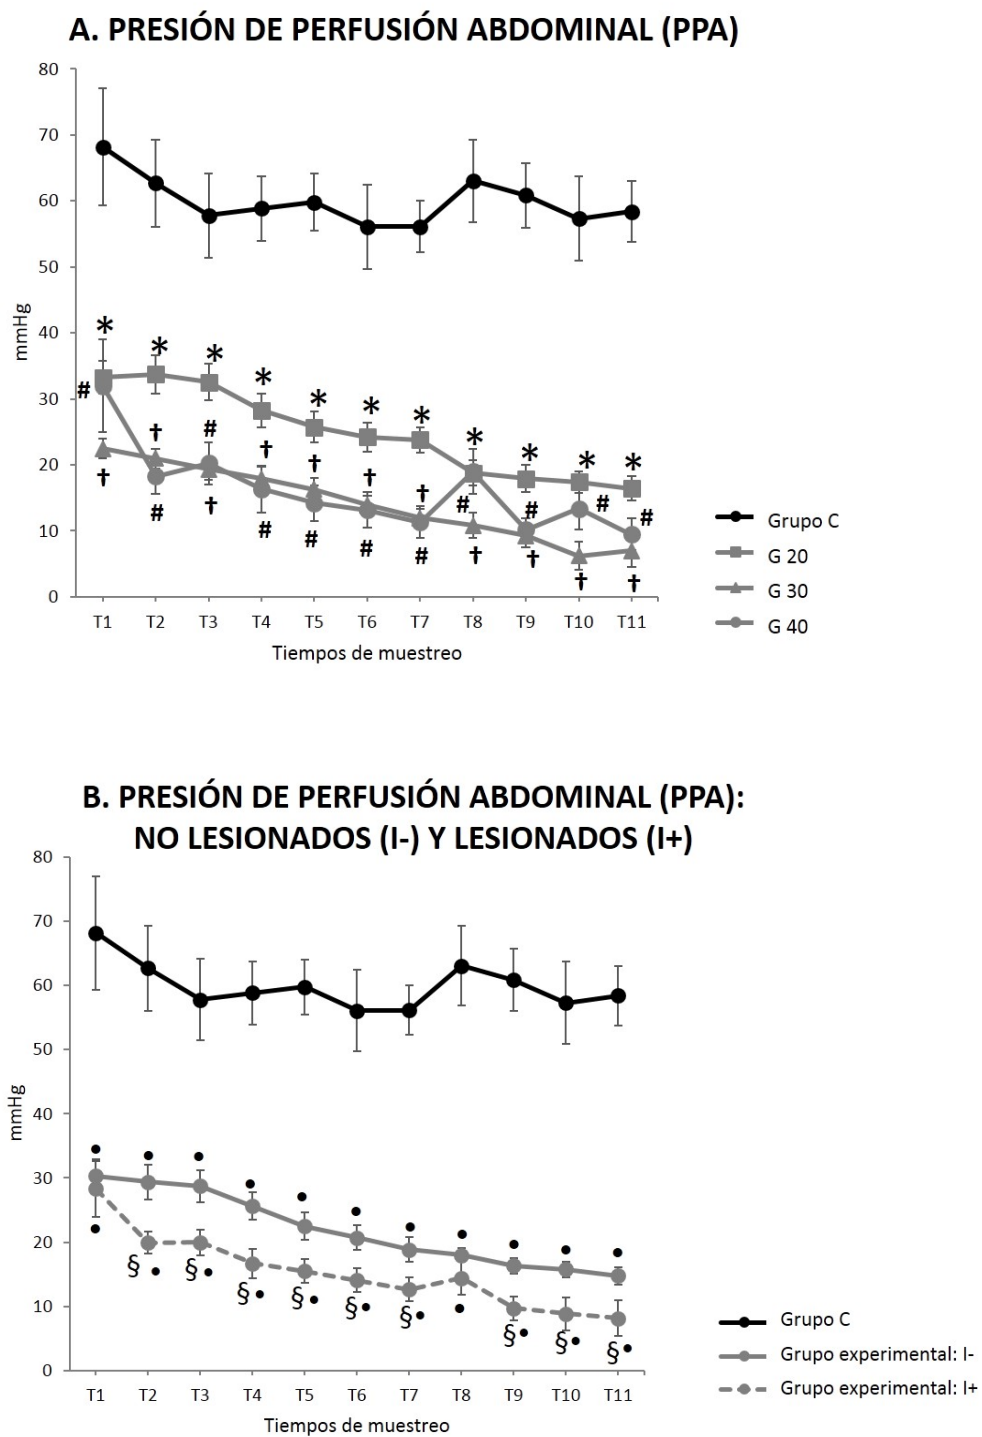 A. PRESIÓN DE PERFUSIÓN ABDOMINAL (PPA)
80
70
60
50
40
30
20
10
0
mmHg
* * * * * * * * * * *
# † # † † † † # # # #
† # † # # # # † † † †
T1 T2 T3 T4 T5 T6 T7 T8 T9 T10 T11
Tiempos de muestreo
Grupo C
G 20
G 30
G 40
B. PRESIÓN DE PERFUSIÓN ABDOMINAL (PPA):
NO LESIONADOS (I-) Y LESIONADOS (I+)
80
70
60
50
40
30
20
10
0
mmHg
• • • • • • • • • • •
• §• §• §• §• §• §• • §• §• §•
T1 T2 T3 T4 T5 T6 T7 T8 T9 T10 T11
Tiempos de muestreo
Grupo C
Grupo experimental: I-
Grupo experimental: I+